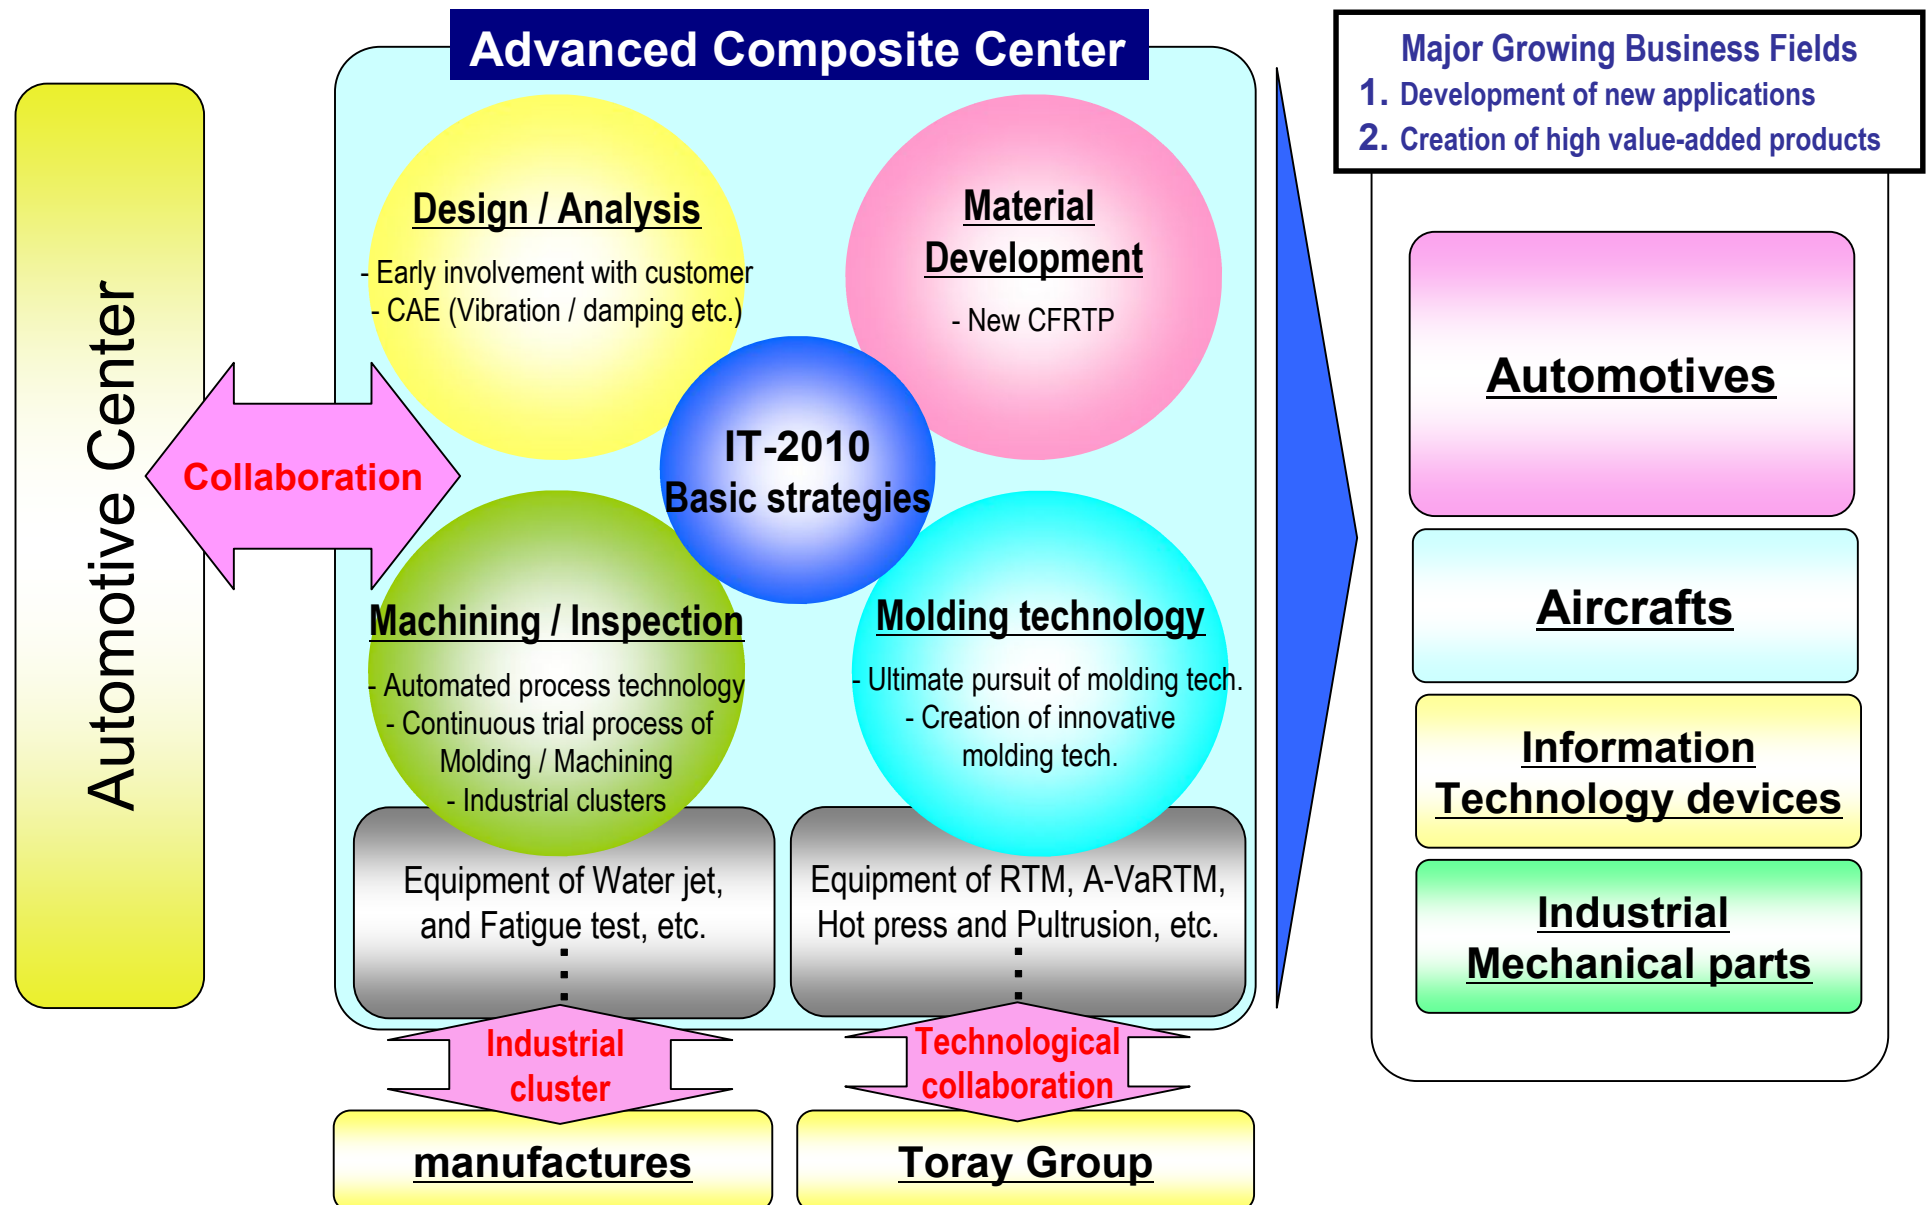 Advanced Composite Center
Automotive Center
Collaboration
Design / Analysis
- Early involvement with customer
- CAE (Vibration / damping etc.)
Material
Development
- New CFRTP
IT-2010
Basic strategies
Machining / Inspection
- Automated process technology
- Continuous trial process of
Molding / Machining
- Industrial clusters
Molding technology
- Ultimate pursuit of molding tech.
- Creation of innovative
molding tech.
Equipment of Water jet,
and Fatigue test, etc.
Equipment of RTM, A-VaRTM,
Hot press and Pultrusion, etc.
Industrial
cluster
Technological
collaboration
manufactures
Toray Group
Major Growing Business Fields
1. Development of new applications
2. Creation of high value-added products
Automotives
Aircrafts
Information
Technology devices
Industrial
Mechanical parts